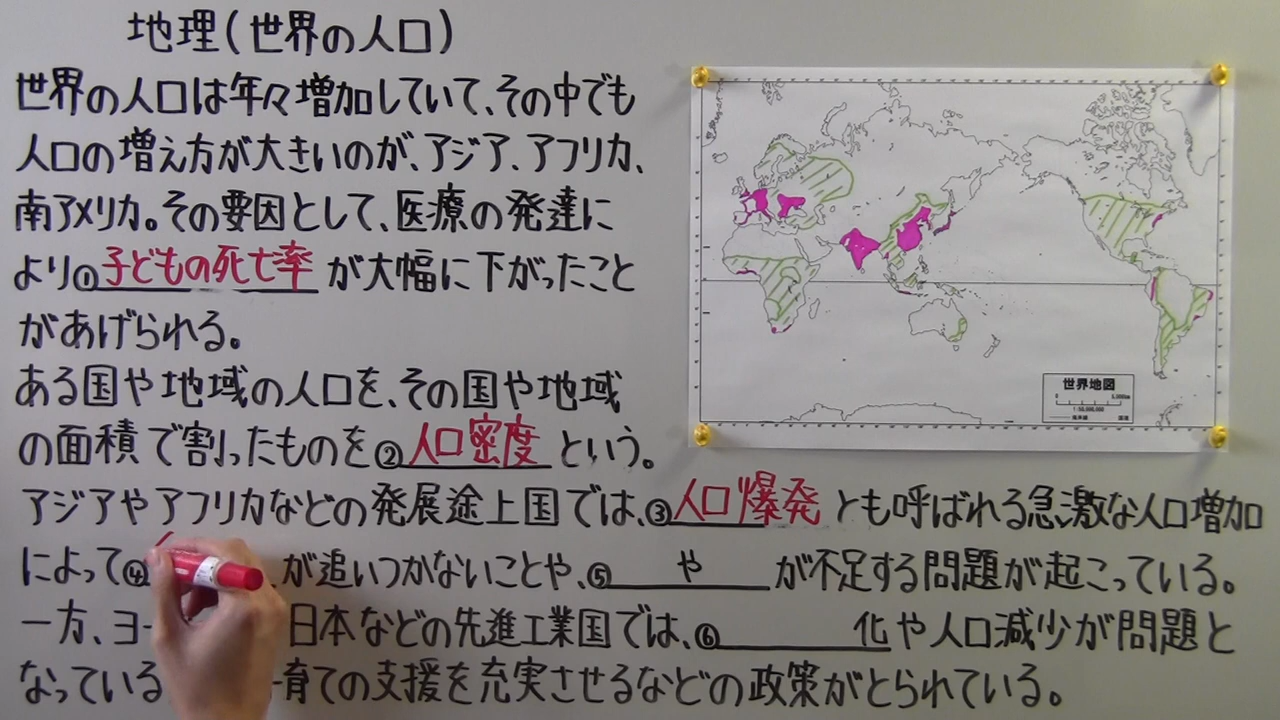 地理(世界の人口)
世界の人口は年々増加していて、その中でも
人口の増え方が大きいのが、アジア、アフリカ、
南アメリカ。その要因として、医療の発達に
より①子どもの死亡率が大幅に下がったこと
があげられる。
ある国や地域の人口を、その国や地域
の面積で割ったものを②人口密度という。
アジアやアフリカなどの発展途上国では、③人口爆発とも呼ばれる急激な人口増加
によって④が追いつかないことや、⑤ や が不足する問題が起こっている。
一方、ヨー 日本などの先進工業国では、⑥ 化や人口減少が問題と
なっている 育ての支援を充実させるなどの政策がとられている。
世界地図